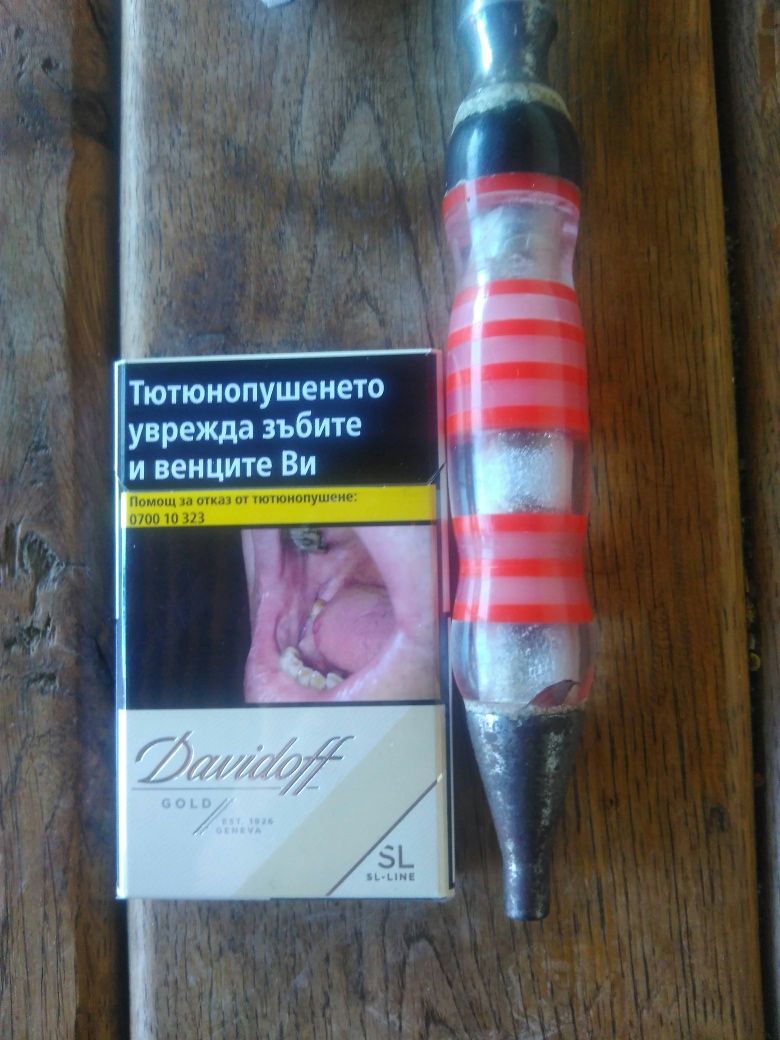 Тютюнопушенето
уврежда зъбите
и венците Ви
Помощ за отказ от тютюнопушене:
0700 10 323
Davidoff
GOLD
EST. 1926
GENEVA
SL
SL-LINE